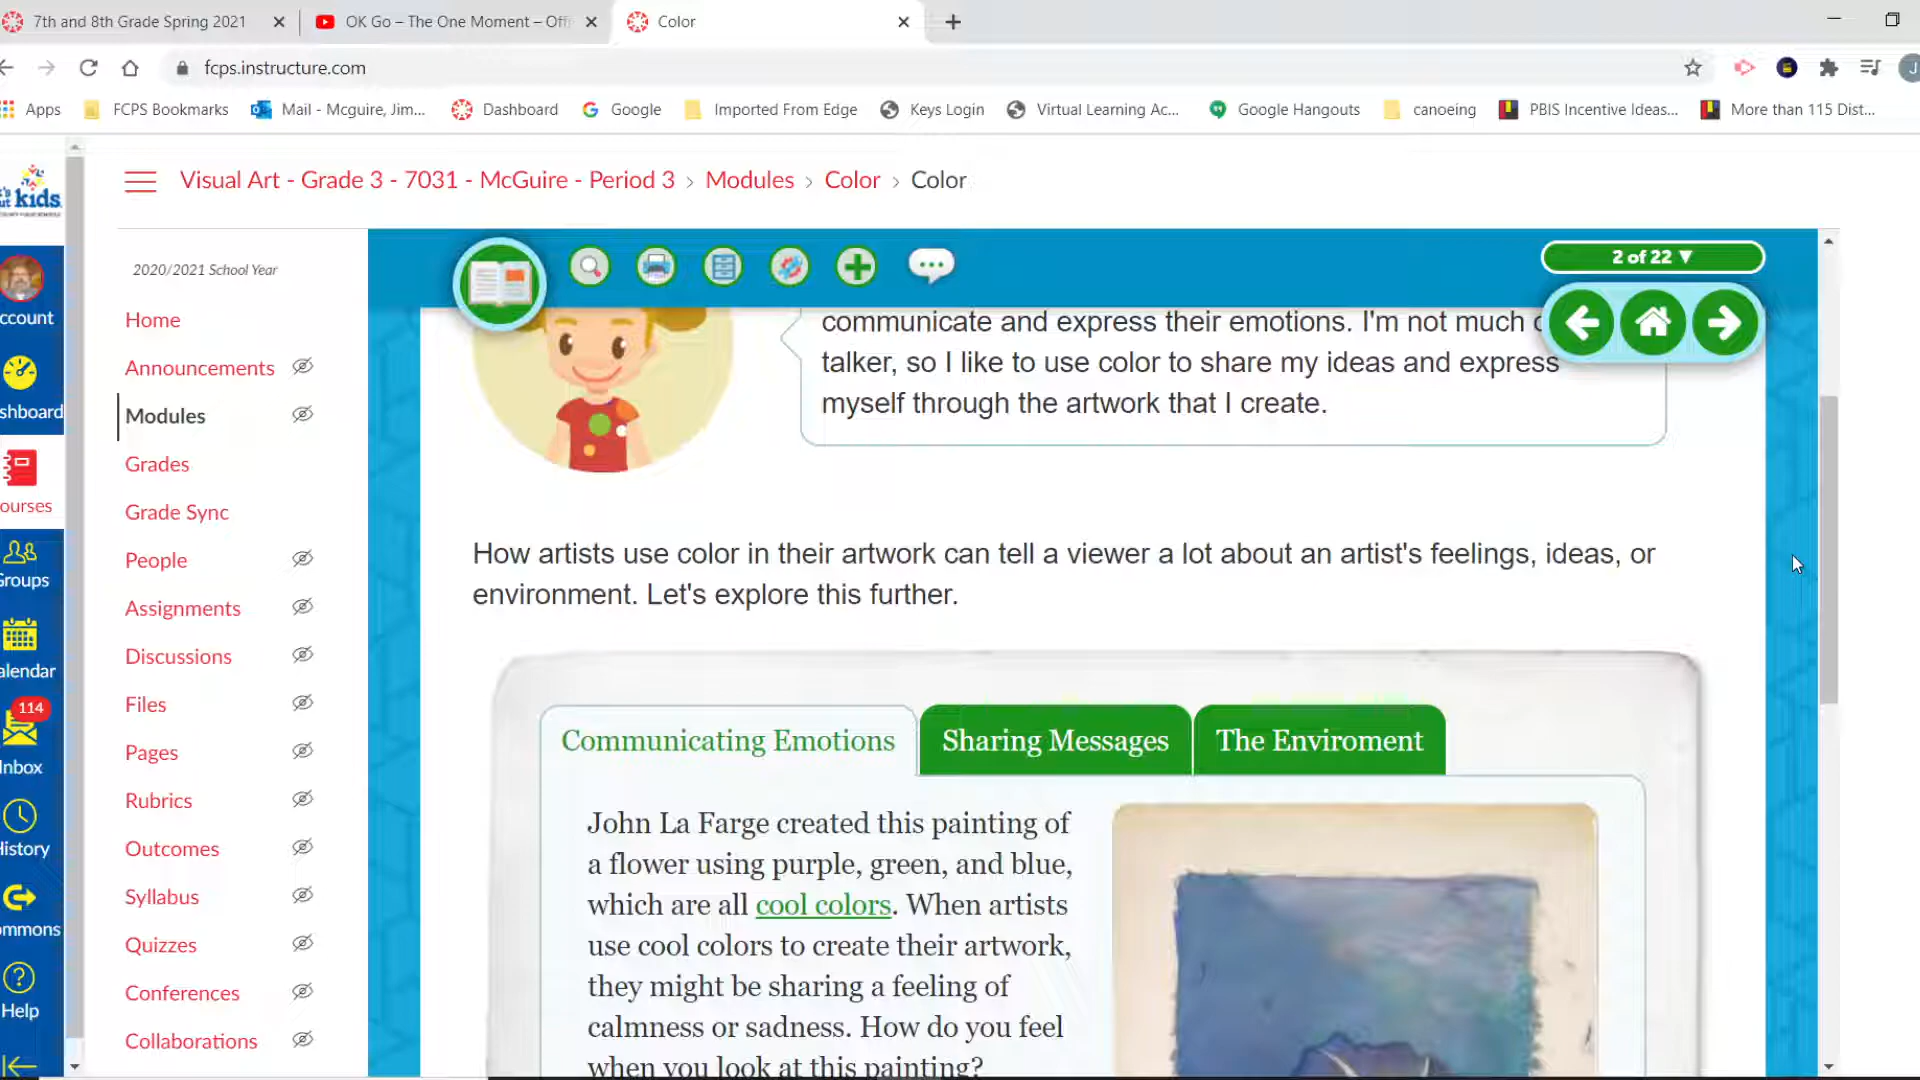 7th and 8th Grade Spring 2021
OK Go – The One Moment – Offi
Color
fcps.instructure.com
Apps
FCPS Bookmarks
Mail - Mcguire, Jim...
Dashboard
Google
Imported From Edge
Keys Login
Virtual Learning Ac...
Google Hangouts
canoeing
PBIS Incentive Ideas...
More than 115 Dist...
kids
Visual Art - Grade 3 - 7031 - McGuire - Period 3 › Modules › Color › Color
ccount
shboard
ourses
Groups
alendar
114
Inbox
History
ommons
Help
2020/2021 School Year
Home
Announcements
Modules
Grades
Grade Sync
People
Assignments
Discussions
Files
Pages
Rubrics
Outcomes
Syllabus
Quizzes
Conferences
Collaborations
2 of 22 ▼
communicate and express their emotions. I'm not much
talker, so I like to use color to share my ideas and express
myself through the artwork that I create.
How artists use color in their artwork can tell a viewer a lot about an artist's feelings, ideas, or
environment. Let's explore this further.
Communicating Emotions
Sharing Messages
The Enviroment
John La Farge created this painting of
a flower using purple, green, and blue,
which are all cool colors. When artists
use cool colors to create their artwork,
they might be sharing a feeling of
calmness or sadness. How do you feel
when you look at this painting?